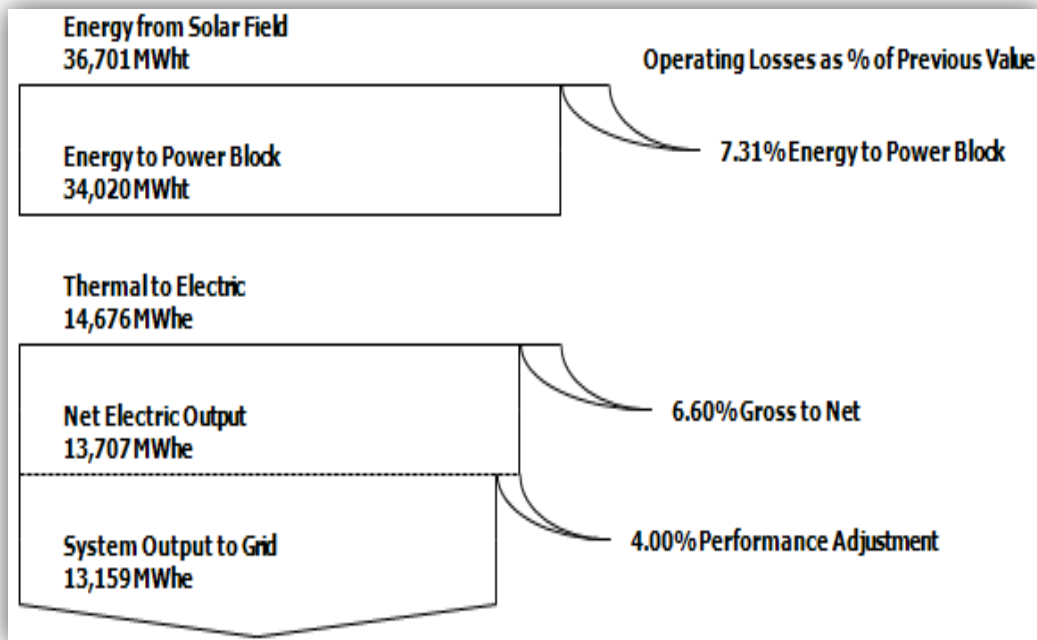 Energy from Solar Field
36,701 MWht
Operating Losses as % of Previous Value
Energy to Power Block
34,020 MWht
7.31% Energy to Power Block
Thermal to Electric
14,676 MWhe
Net Electric Output
13,707 MWhe
6.60% Gross to Net
System Output to Grid
13,159 MWhe
4.00% Performance Adjustment